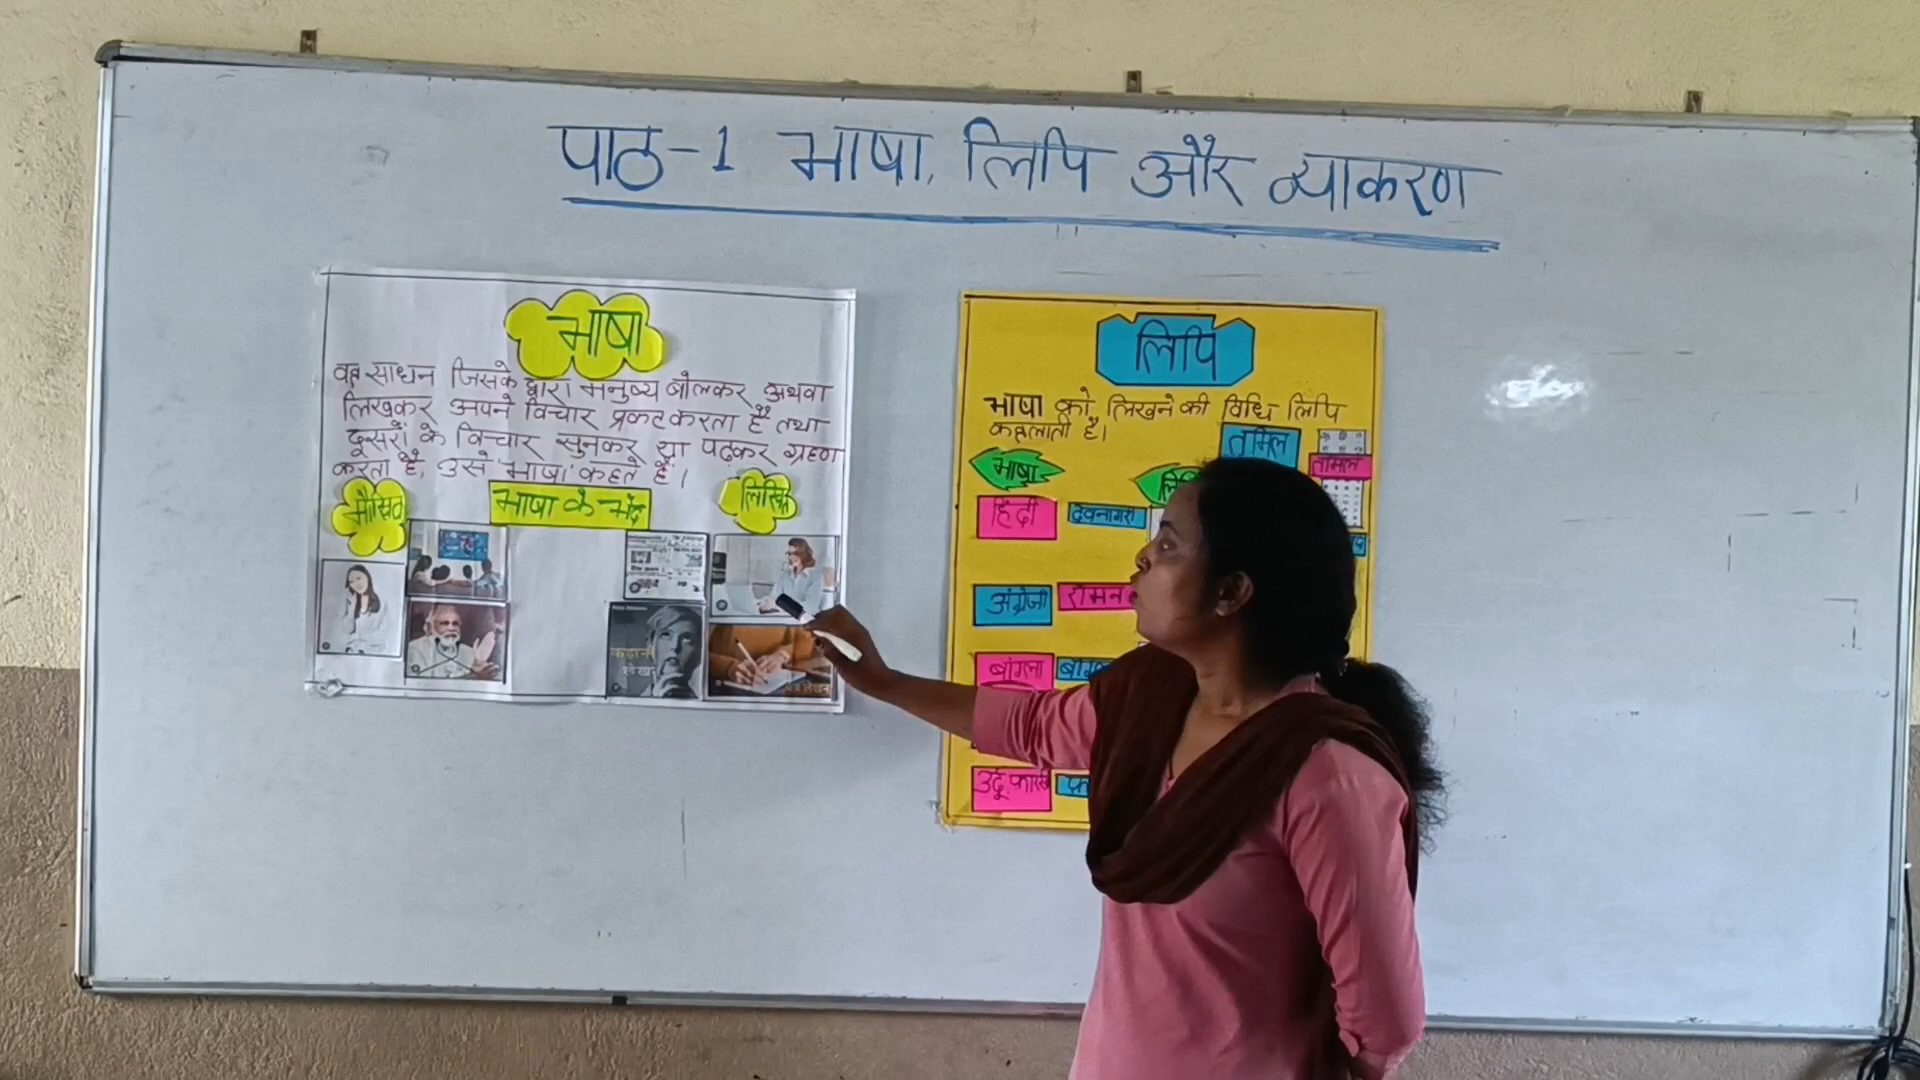 पाठ-1 भाषा, लिपि और व्याकरण
भाषा
वह साधन जिसके द्वारा मनुष्य बोलकर अथवा
लिखकर अपने विचार प्रकट करता है तथा
दूसरों के विचार सुनकर या पढ़कर ग्रहण
करता है, उसे 'भाषा' कहते हैं।
मौखिक
भाषा के भेद
लिखित
लिपि
भाषा को लिखने की विधि लिपि
कहलाती है।
तमिल
भाषा
हिंदी
देवनागरी
अंग्रेजी
रोमन
बांग्ला
उर्दू, फारसी